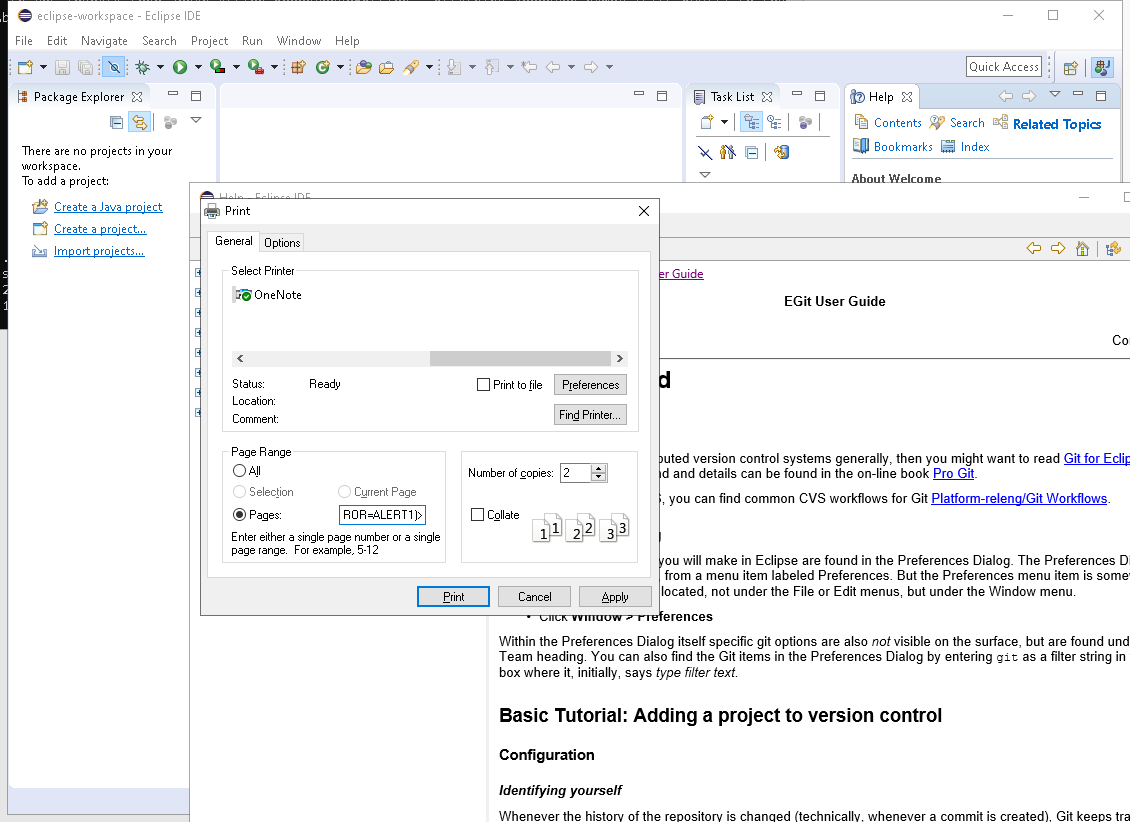 eclipse-workspace - Eclipse IDE
File Edit Navigate Search Project Run Window Help
Quick Access
Package Explorer
Task List
Help
Contents Search Related Topics
Bookmarks Index
About Welcome
There are no projects in your
workspace.
To add a project:
Create a Java project
Create a project...
Import projects...
Help - Eclipse IDE
Print
General Options
Select Printer
OneNote
Status: Ready
Location:
Comment:
Print to file
Preferences
Find Printer...
Page Range
All
Selection Current Page
Pages: ROR=ALERT1)>
Enter either a single page number or a single
page range. For example, 5-12
Number of copies: 2
Collate
1 1 2 2 3 3
Print Cancel Apply
er Guide
EGit User Guide
Co
d
buted version control systems generally, then you might want to read Git for Eclip
nd and details can be found in the on-line book Pro Git.
S, you can find common CVS workflows for Git Platform-releng/Git Workflows.
you will make in Eclipse are found in the Preferences Dialog. The Preferences D
, from a menu item labeled Preferences. But the Preferences menu item is somew
located, not under the File or Edit menus, but under the Window menu.
• Click Window > Preferences
Within the Preferences Dialog itself specific git options are also not visible on the surface, but are found und
Team heading. You can also find the Git items in the Preferences Dialog by entering git as a filter string in
box where it, initially, says type filter text.
Basic Tutorial: Adding a project to version control
Configuration
Identifying yourself
Whenever the history of the repository is changed (technically, whenever a commit is created), Git keeps tra